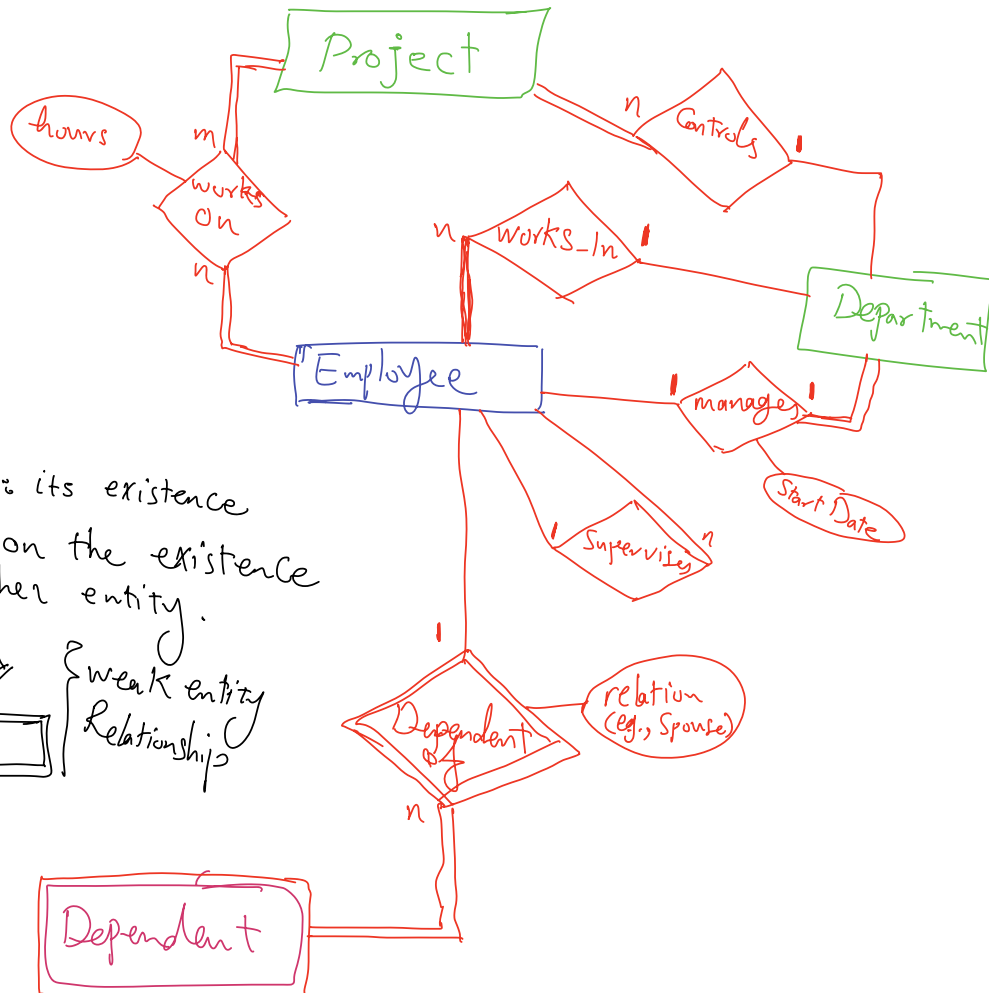 Project
n
Controls
1
hours
m
works
On
n
n
Works_In
1
Department
Employee
1
manages
1
Start Date
: its existence
on the existence
her entity.
1
Supervises
n
1
{ weak entity
Relationship
relation
(e.g., Spouse)
Dependent
of
n
Dependent